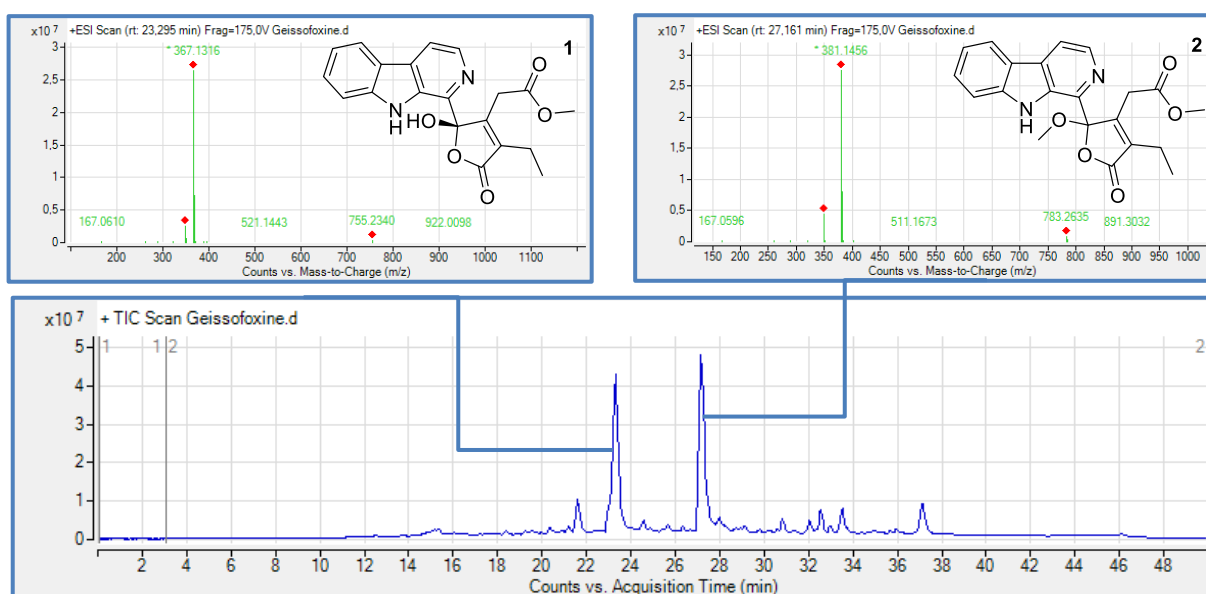 x10 7 +ESI Scan (rt: 23,295 min) Frag=175,0V Geissofoxine.d
3
2,5
2
1,5
1
0,5
0
* 367.1316
167.0610
521.1443
755.2340
922.0098
1
N
N
H
HO
O
O
O
O
200 300 400 500 600 700 800 900 1000 1100
Counts vs. Mass-to-Charge (m/z)
x10 7 +ESI Scan (rt: 27,161 min) Frag=175,0V Geissofoxine.d
3
2,5
2
1,5
1
0,5
0
* 381.1456
167.0596
511.1673
783.2635
891.3032
2
N
N
H
O
O
O
O
O
150 200 250 300 350 400 450 500 550 600 650 700 750 800 850 900 950 1000
Counts vs. Mass-to-Charge (m/z)
x10 7 + TIC Scan Geissofoxine.d
1 1 2 2
5
4
3
2
1
0
2 4 6 8 10 12 14 16 18 20 22 24 26 28 30 32 34 36 38 40 42 44 46 48
Counts vs. Acquisition Time (min)